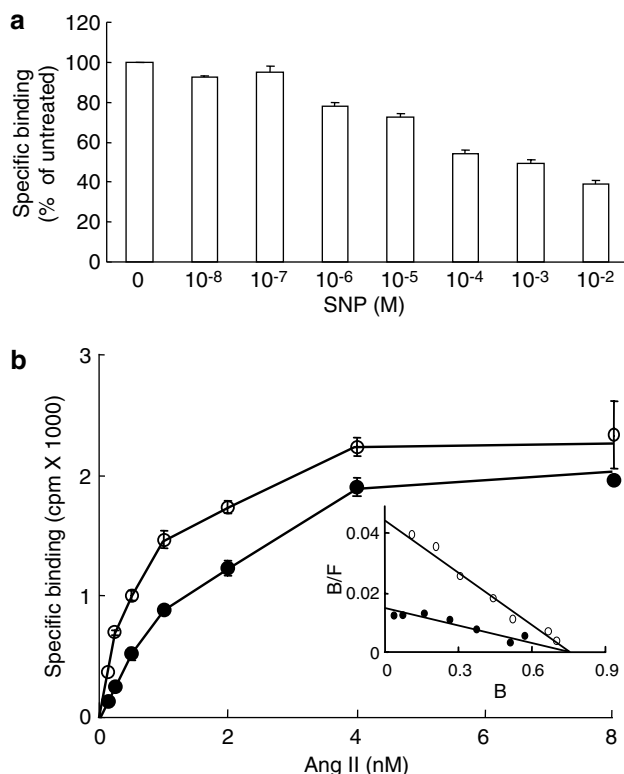 a
Specific binding
(% of untreated)
120
100
80
60
40
20
0
0 10-8 10-7 10-6 10-5 10-4 10-3 10-2
SNP (M)
b
Specific binding (cpm X 1000)
3
2
1
0
0 2 4 6 8
Ang II (nM)
B/F
0.04
0.02
0
0 0.3 0.6 0.9
B